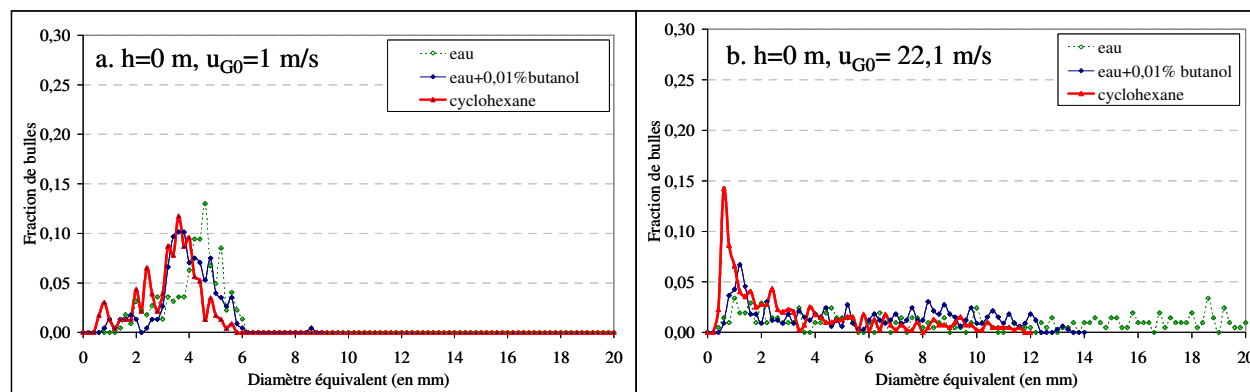 a. h=0 m, uG0=1 m/s
eau
eau+0,01%butanol
cyclohexane
Fraction de bulles
0,30
0,25
0,20
0,15
0,10
0,05
0,00
0 2 4 6 8 10 12 14 16 18 20
Diamètre équivalent (en mm)
b. h=0 m, uG0= 22,1 m/s
eau
eau+0,01% butanol
cyclohexane
Fraction de bulles
0,30
0,25
0,20
0,15
0,10
0,05
0,00
0 2 4 6 8 10 12 14 16 18 20
Diamètre équivalent (en mm)